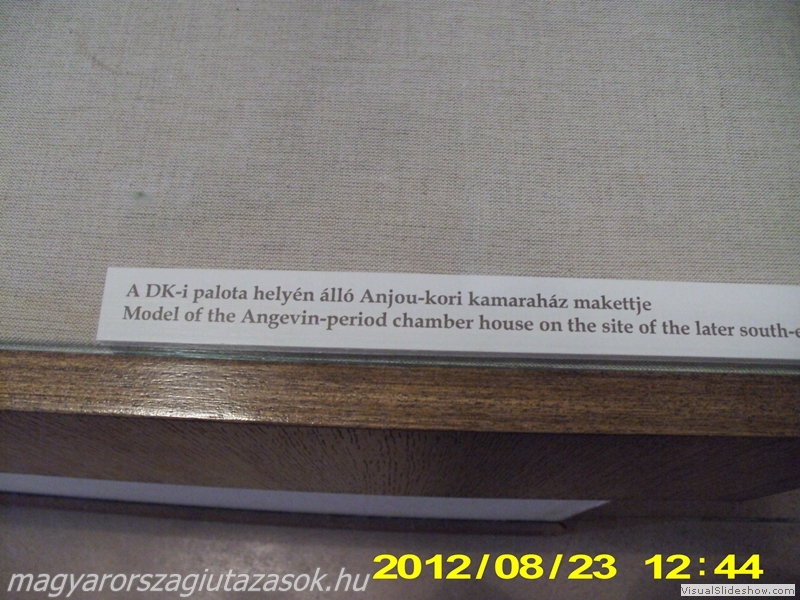 A DK-i palota helyén álló Anjou-kori kamaraház makettje
Model of the Angevin-period chamber house on the site of the later south-e
magyarorszagiutazasok.hu
2012/08/23 12:44
VisualSlideshow.com